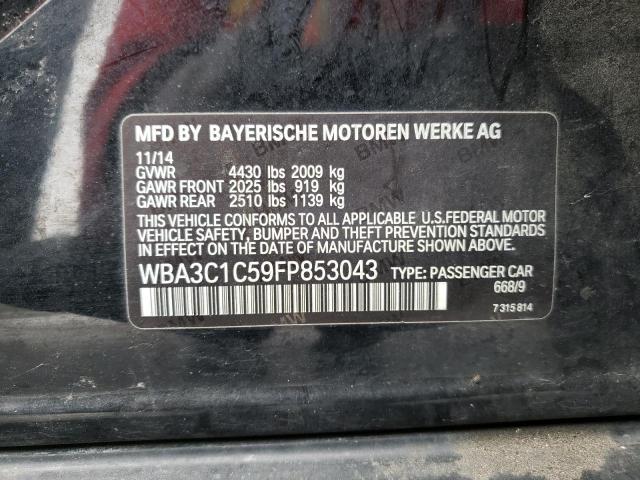 MFD BY BAYERISCHE MOTOREN WERKE AG
11/14
GVWR 4430 lbs 2009 kg
GAWR FRONT 2025 lbs 919 kg
GAWR REAR 2510 lbs 1139 kg
THIS VEHICLE CONFORMS TO ALL APPLICABLE U.S.FEDERAL MOTOR
VEHICLE SAFETY, BUMPER AND THEFT PREVENTION STANDARDS
IN EFFECT ON THE DATE OF MANUFACTURE SHOWN ABOVE.
WBA3C1C59FP853043 TYPE: PASSENGER CAR
668/9
7 315 814